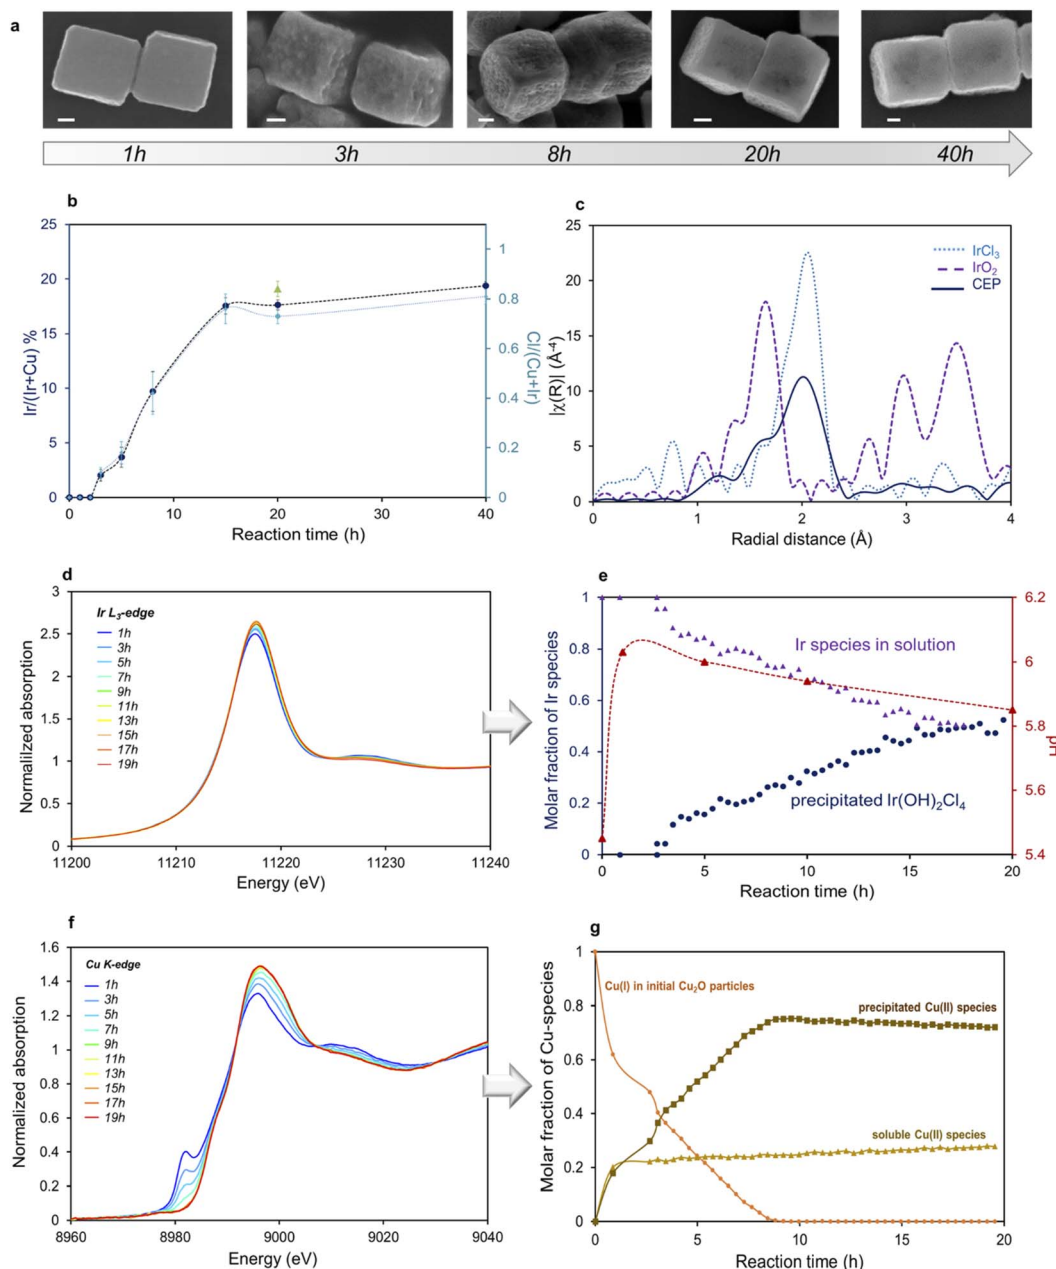 a
1h
3h
8h
20h
40h
b
25
20
15
10
5
0
Ir/(Ir+Cu) %
1
0.8
0.6
0.4
0.2
0
Cl/(Cu+Ir)
0
10
20
30
40
Reaction time (h)
c
25
20
15
10
5
0
|χ(R)| (Å⁻⁴)
IrCl₃
IrO₂
CEP
0
1
2
3
4
Radial distance (Å)
d
3
2.5
2
1.5
1
0.5
0
Normalized absorption
Ir L₃-edge
1h
3h
5h
7h
9h
11h
13h
15h
17h
19h
11200
11210
11220
11230
11240
Energy (eV)
e
1
0.8
0.6
0.4
0.2
0
Molar fraction of Ir species
Ir species in solution
precipitated Ir(OH)₂Cl₄
6.2
6
5.8
5.6
5.4
pH
0
5
10
15
20
Reaction time (h)
f
1.6
1.4
1.2
1
0.8
0.6
0.4
0.2
0
Normalized absorption
Cu K-edge
1h
3h
5h
7h
9h
11h
13h
15h
17h
19h
8960
8980
9000
9020
9040
Energy (eV)
g
1
0.8
0.6
0.4
0.2
0
Molar fraction of Cu-species
Cu(I) in initial Cu₂O particles
precipitated Cu(II) species
soluble Cu(II) species
0
5
10
15
20
Reaction time (h)